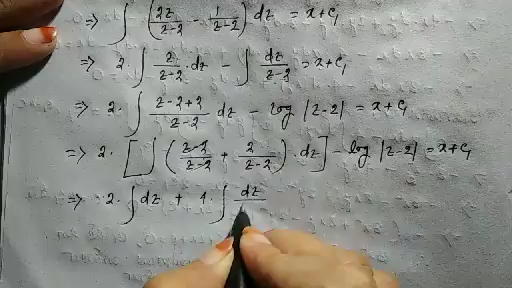 ⇒ ∫ (2z/(z-2) - 1/(z-2)) dz = x+c₁
⇒ 2. ∫ z/(z-2) . dz - ∫ dz/(z-2) = x+c₁
⇒ 2. ∫ (z-2+2)/(z-2) dz - log |z-2| = x+c₁
⇒ 2. [∫ ((z-2)/(z-2) + 2/(z-2)) . dz] - log |z-2| = x+c₁
⇒ 2. ∫ dz + 4. ∫ dz/